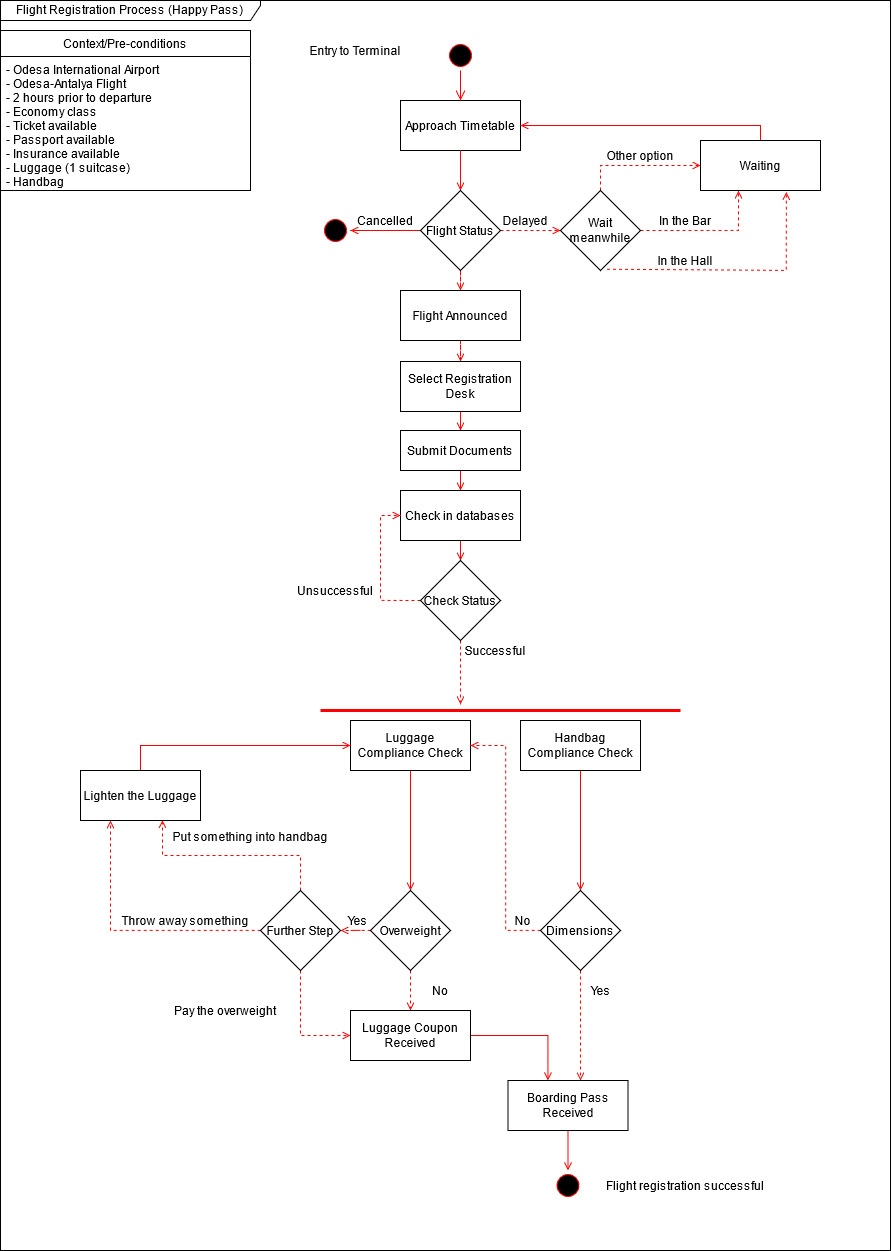 Flight Registration Process (Happy Pass)
Context/Pre-conditions
- Odesa International Airport
- Odesa-Antalya Flight
- 2 hours prior to departure
- Economy class
- Ticket available
- Passport available
- Insurance available
- Luggage (1 suitcase)
- Handbag
Entry to Terminal
Approach Timetable
Other option
Waiting
Cancelled
Flight Status
Delayed
Wait
meanwhile
In the Bar
In the Hall
Flight Announced
Select Registration
Desk
Submit Documents
Check in databases
Unsuccessful
Check Status
Successful
Luggage
Compliance Check
Handbag
Compliance Check
Lighten the Luggage
Put something into handbag
Throw away something
Further Step
Yes
Overweight
No
Dimensions
No
Yes
Pay the overweight
Luggage Coupon
Received
Boarding Pass
Received
Flight registration successful